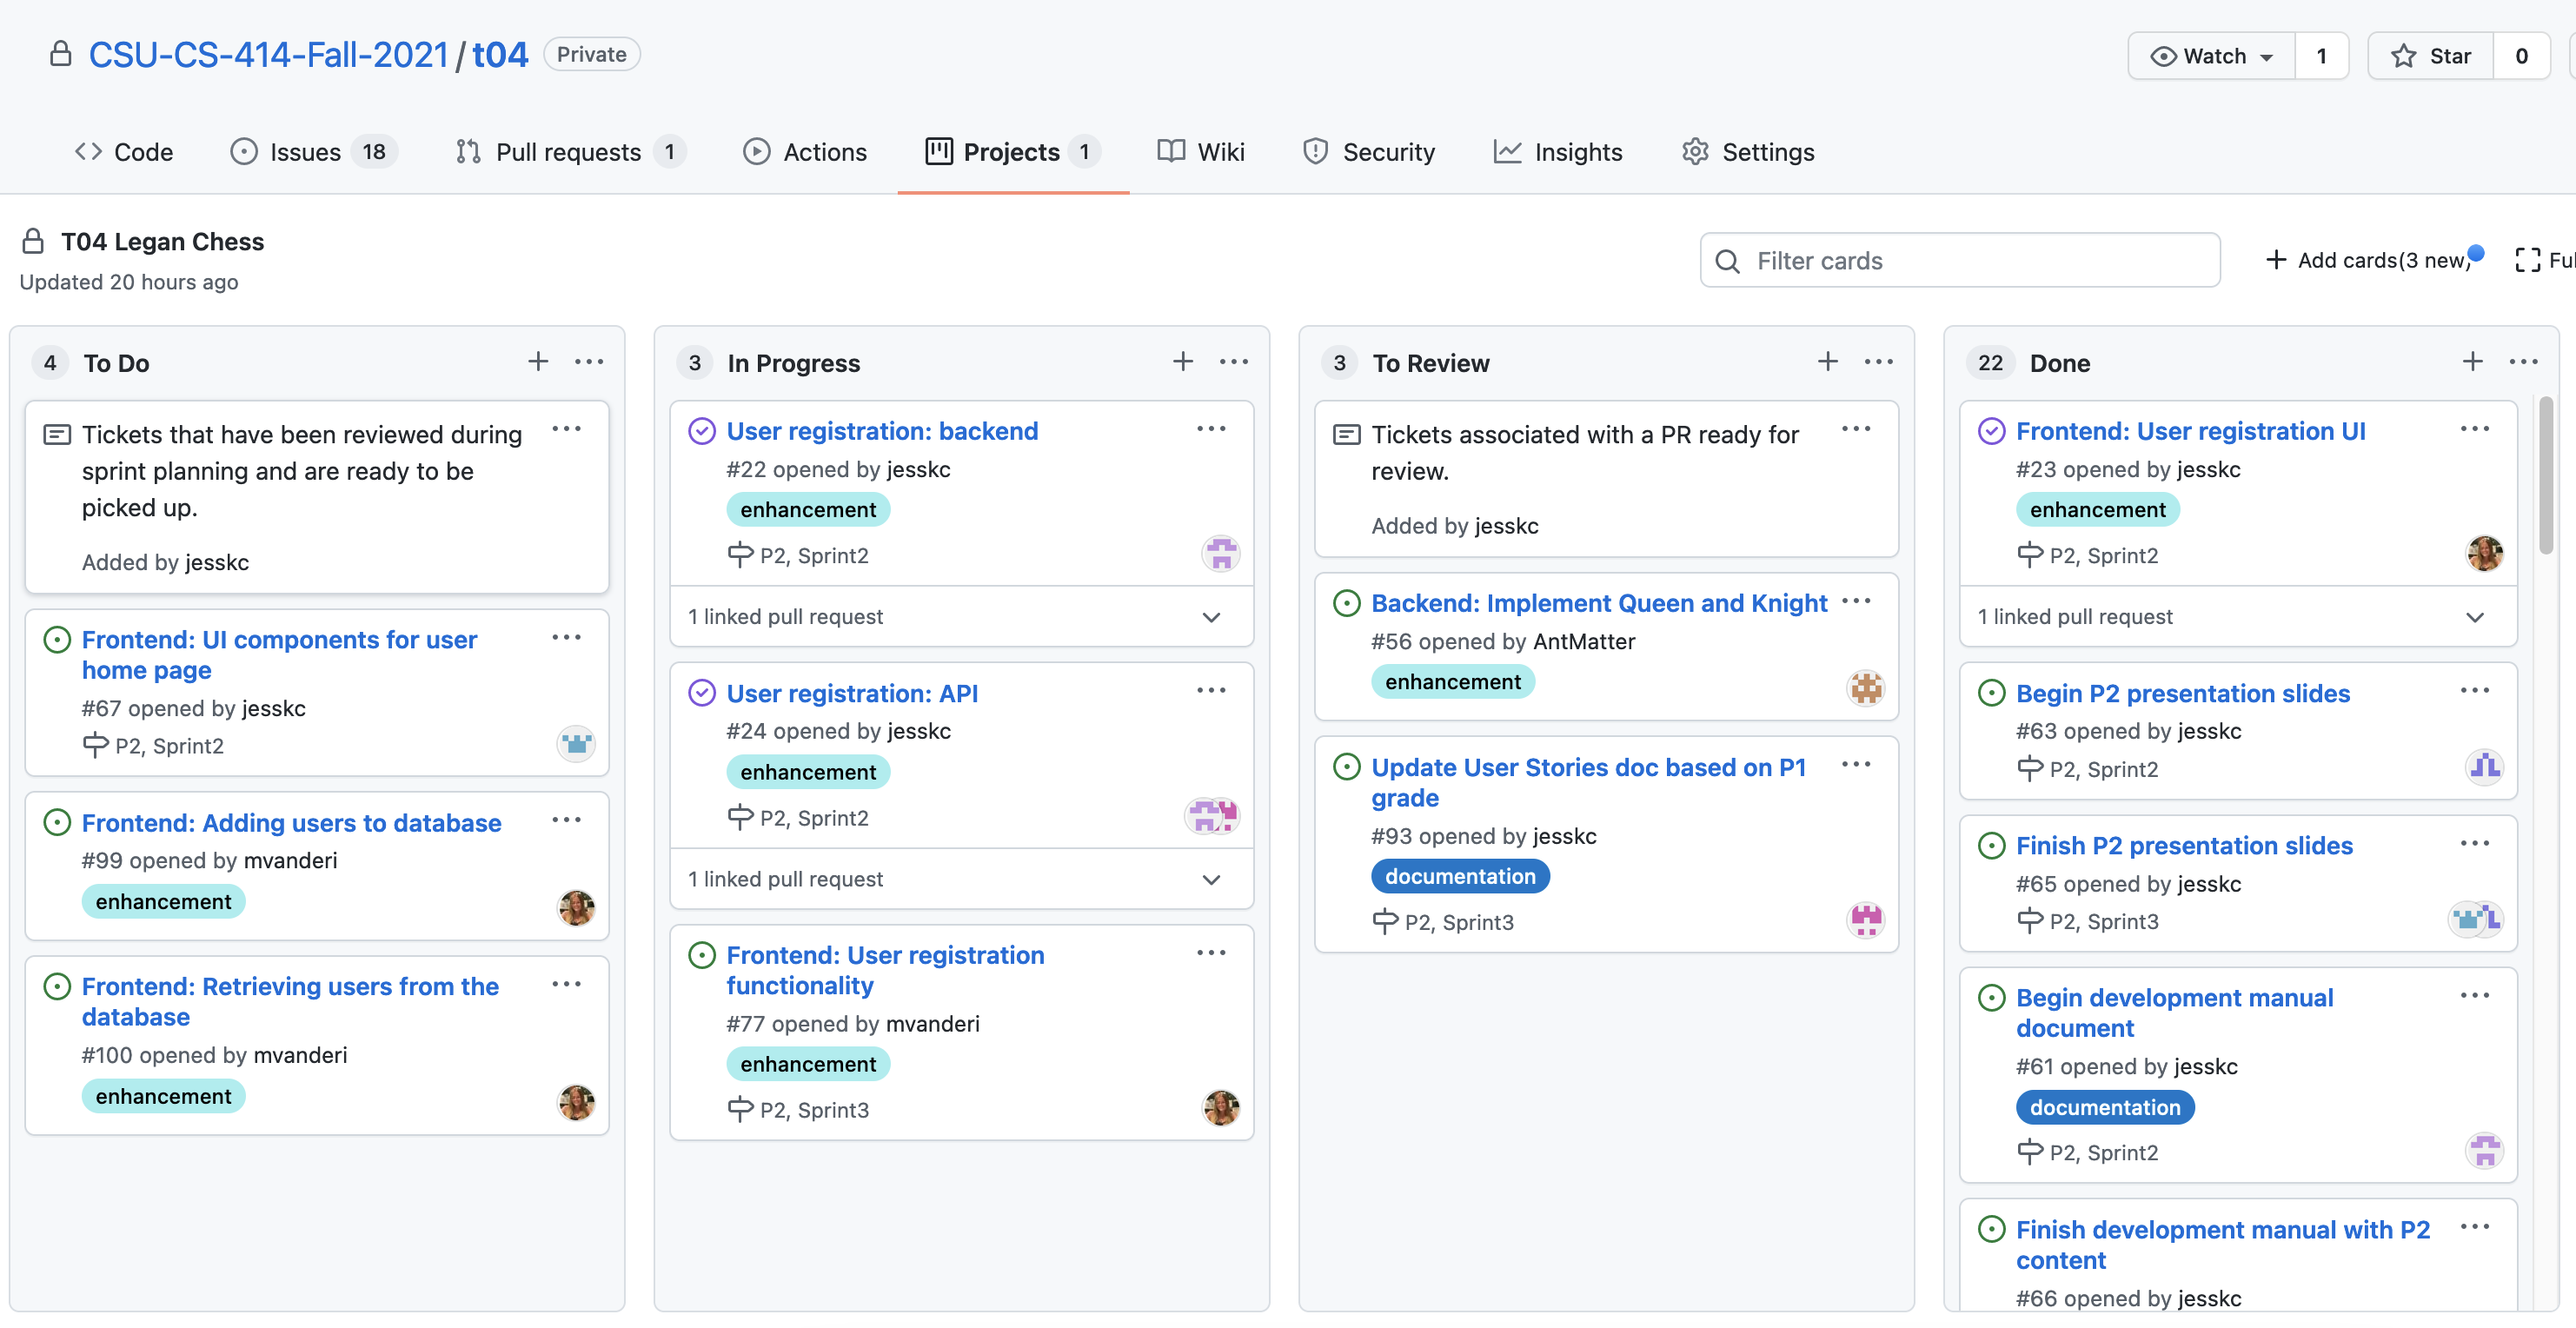 CSU-CS-414-Fall-2021 / t04 Private
Watch 1
Star 0
Code
Issues 18
Pull requests 1
Actions
Projects 1
Wiki
Security
Insights
Settings
T04 Legan Chess
Updated 20 hours ago
Filter cards
Add cards(3 new)
Ful
4 To Do
Tickets that have been reviewed during
sprint planning and are ready to be
picked up.
Added by jesskc
Frontend: UI components for user
home page
#67 opened by jesskc
P2, Sprint2
Frontend: Adding users to database
#99 opened by mvanderi
enhancement
Frontend: Retrieving users from the
database
#100 opened by mvanderi
enhancement
3 In Progress
User registration: backend
#22 opened by jesskc
enhancement
P2, Sprint2
1 linked pull request
User registration: API
#24 opened by jesskc
enhancement
P2, Sprint2
1 linked pull request
Frontend: User registration
functionality
#77 opened by mvanderi
enhancement
P2, Sprint3
3 To Review
Tickets associated with a PR ready for
review.
Added by jesskc
Backend: Implement Queen and Knight
#56 opened by AntMatter
enhancement
Update User Stories doc based on P1
grade
#93 opened by jesskc
documentation
P2, Sprint3
22 Done
Frontend: User registration UI
#23 opened by jesskc
enhancement
P2, Sprint2
1 linked pull request
Begin P2 presentation slides
#63 opened by jesskc
P2, Sprint2
Finish P2 presentation slides
#65 opened by jesskc
P2, Sprint3
Begin development manual
document
#61 opened by jesskc
documentation
P2, Sprint2
Finish development manual with P2
content
#66 opened by jesskc